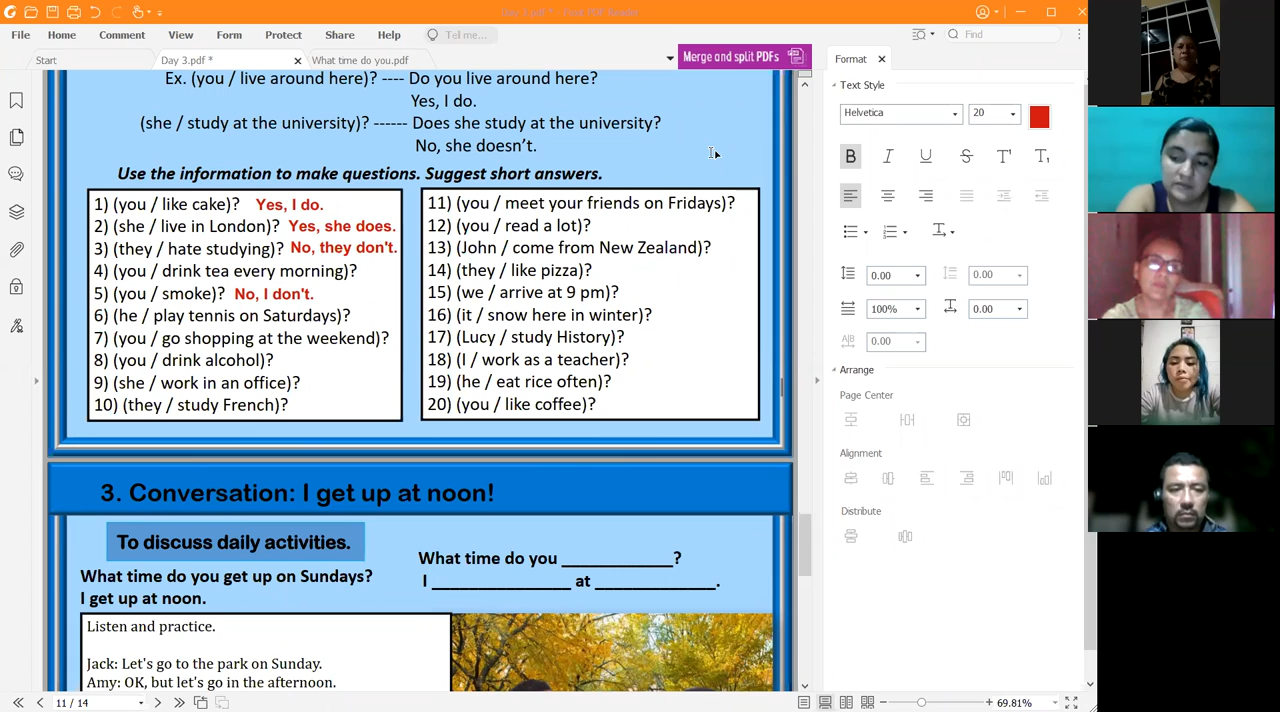 Day 3.pdf * - Foxit PDF Reader
File Home Comment View Form Protect Share Help Tell me... Find
Start Day 3.pdf * What time do you.pdf Merge and split PDFs
Ex. (you / live around here)? ---- Do you live around here?
Yes, I do.
(she / study at the university)? ------ Does she study at the university?
No, she doesn't.
Use the information to make questions. Suggest short answers.
1) (you / like cake)? Yes, I do.
2) (she / live in London)? Yes, she does.
3) (they / hate studying)? No, they don't.
4) (you / drink tea every morning)?
5) (you / smoke)? No, I don't.
6) (he / play tennis on Saturdays)?
7) (you / go shopping at the weekend)?
8) (you / drink alcohol)?
9) (she / work in an office)?
10) (they / study French)?
11) (you / meet your friends on Fridays)?
12) (you / read a lot)?
13) (John / come from New Zealand)?
14) (they / like pizza)?
15) (we / arrive at 9 pm)?
16) (it / snow here in winter)?
17) (Lucy / study History)?
18) (I / work as a teacher)?
19) (he / eat rice often)?
20) (you / like coffee)?
3. Conversation: I get up at noon!
To discuss daily activities.
What time do you get up on Sundays?
I get up at noon.
What time do you ____________?
I _______________ at _____________.
Listen and practice.
Jack: Let's go to the park on Sunday.
Amy: OK, but let's go in the afternoon.
Format
Text Style
Helvetica 20
B I U S T' T₁
0.00 0.00
100% 0.00
0.00
Arrange
Page Center
Alignment
Distribute
11 / 14
69.81%